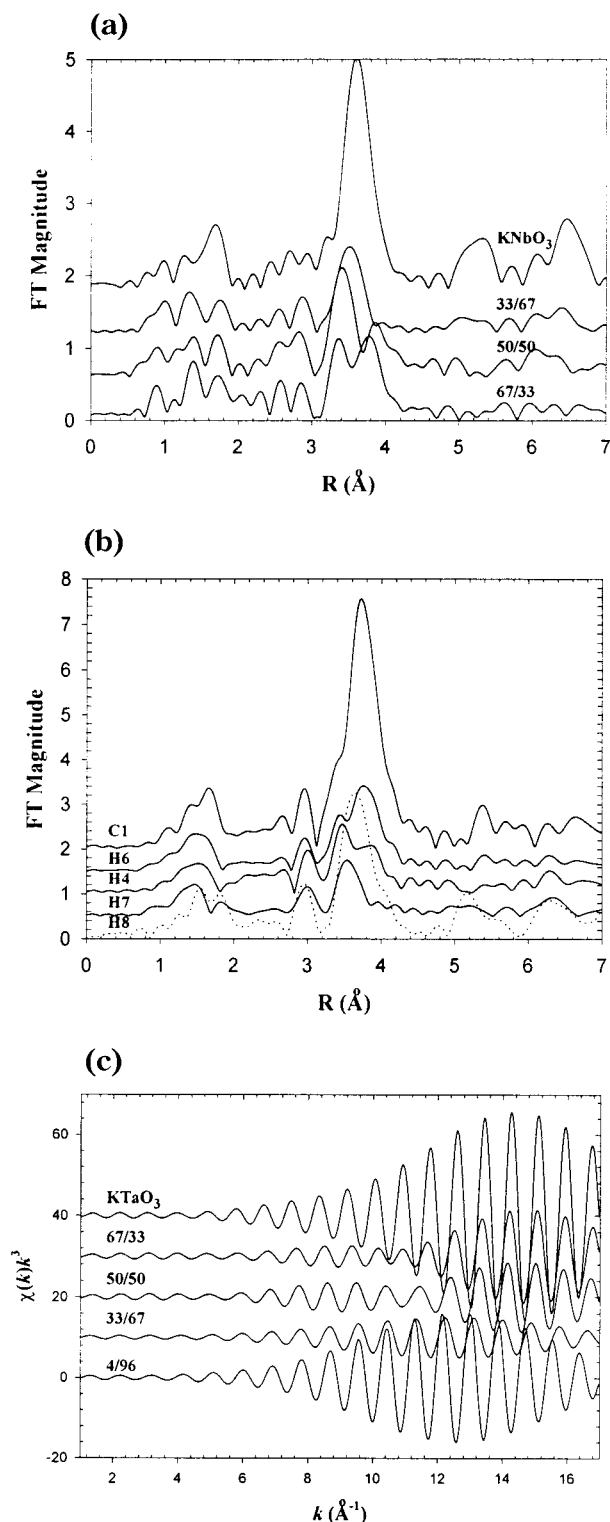 (a)
5
4
3
2
1
0
FT Magnitude
KNbO3
33/67
50/50
67/33
0 1 2 3 4 5 6 7
R (Å)
(b)
8
7
6
5
4
3
2
1
0
FT Magnitude
C1
H6
H4
H7
H8
0 1 2 3 4 5 6 7
R (Å)
(c)
60
40
20
0
-20
χ(k)k³
KTaO3
67/33
50/50
33/67
4/96
2 4 6 8 10 12 14 16
k (Å⁻¹)